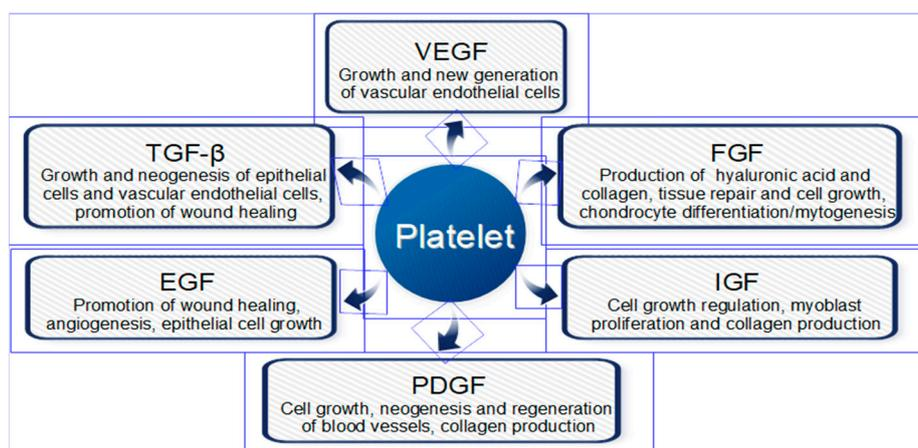 VEGF
Growth and new generation
of vascular endothelial cells
TGF-β
Growth and neogenesis of epithelial
cells and vascular endothelial cells,
promotion of wound healing
FGF
Production of hyaluronic acid and
collagen, tissue repair and cell growth,
chondrocyte differentiation/mytogenesis
Platelet
EGF
Promotion of wound healing,
angiogenesis, epithelial cell growth
IGF
Cell growth regulation, myoblast
proliferation and collagen production
PDGF
Cell growth, neogenesis and regeneration
of blood vessels, collagen production